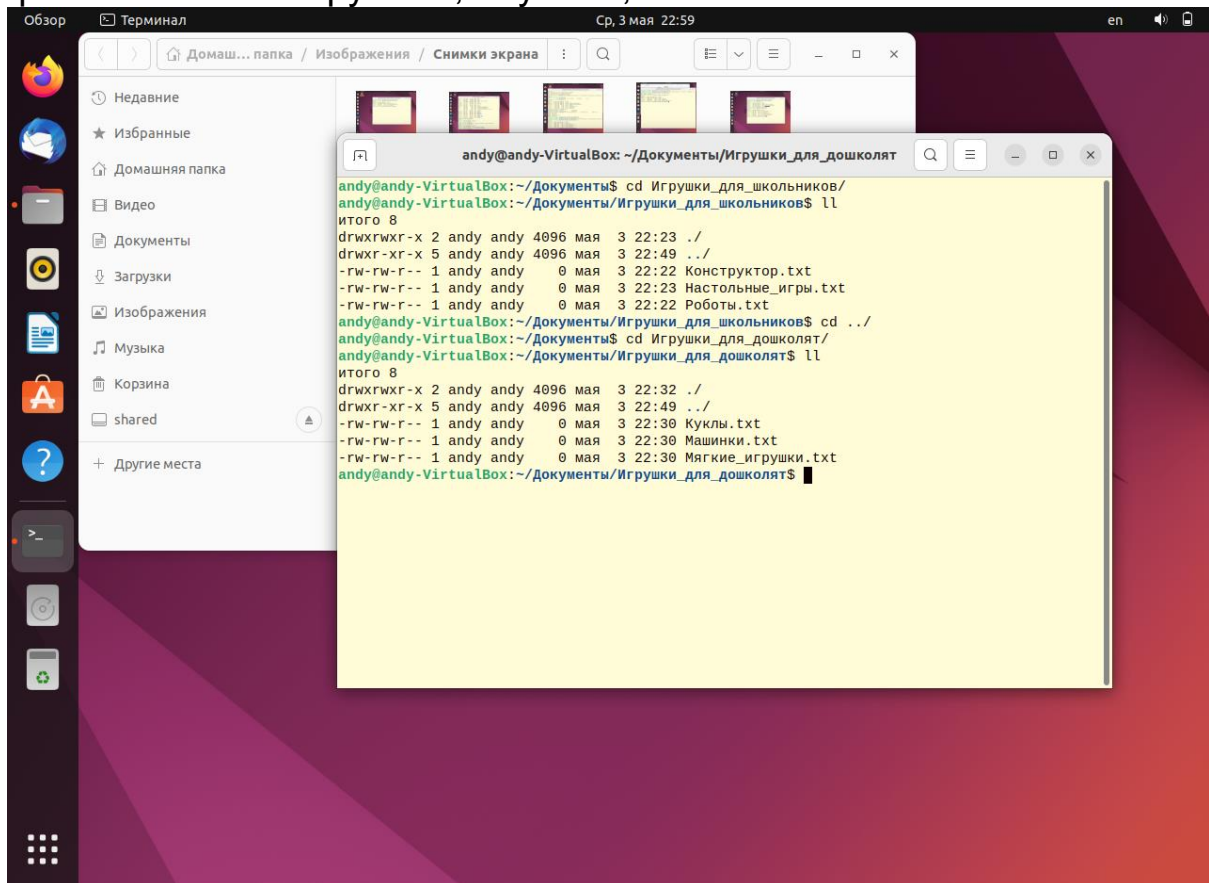 Обзор Терминал Ср, 3 мая 22:59 en
Домаш... папка / Изображения / Снимки экрана
Недавние
Избранные
Домашняя папка
Видео
Документы
Загрузки
Изображения
Музыка
Корзина
shared
+ Другие места
andy@andy-VirtualBox: ~/Документы/Игрушки_для_дошколят
andy@andy-VirtualBox:~/Документы$ cd Игрушки_для_школьников/
andy@andy-VirtualBox:~/Документы/Игрушки_для_школьников$ ll
итого 8
drwxrwxr-x 2 andy andy 4096 мая  3 22:23 ./
drwxr-xr-x 5 andy andy 4096 мая  3 22:49 ../
-rw-rw-r-- 1 andy andy    0 мая  3 22:22 Конструктор.txt
-rw-rw-r-- 1 andy andy    0 мая  3 22:23 Настольные_игры.txt
-rw-rw-r-- 1 andy andy    0 мая  3 22:22 Роботы.txt
andy@andy-VirtualBox:~/Документы/Игрушки_для_школьников$ cd ../
andy@andy-VirtualBox:~/Документы$ cd Игрушки_для_дошколят/
andy@andy-VirtualBox:~/Документы/Игрушки_для_дошколят$ ll
итого 8
drwxrwxr-x 2 andy andy 4096 мая  3 22:32 ./
drwxr-xr-x 5 andy andy 4096 мая  3 22:49 ../
-rw-rw-r-- 1 andy andy    0 мая  3 22:30 Куклы.txt
-rw-rw-r-- 1 andy andy    0 мая  3 22:30 Машинки.txt
-rw-rw-r-- 1 andy andy    0 мая  3 22:30 Мягкие_игрушки.txt
andy@andy-VirtualBox:~/Документы/Игрушки_для_дошколят$